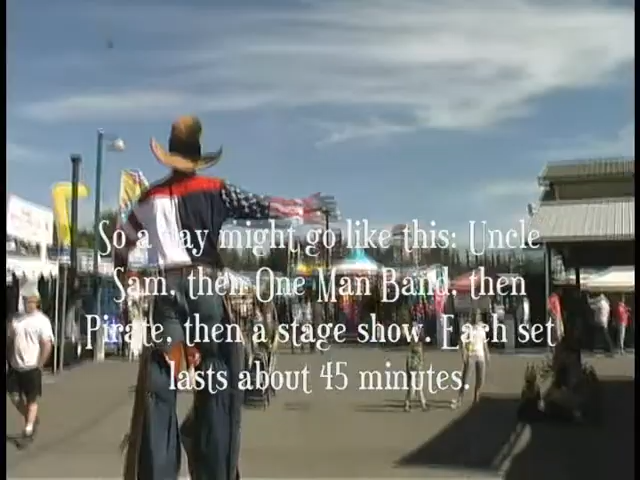 So a day might go like this: Uncle
Sam, then One Man Band, then
Pirate, then a stage show. Each set
lasts about 45 minutes.